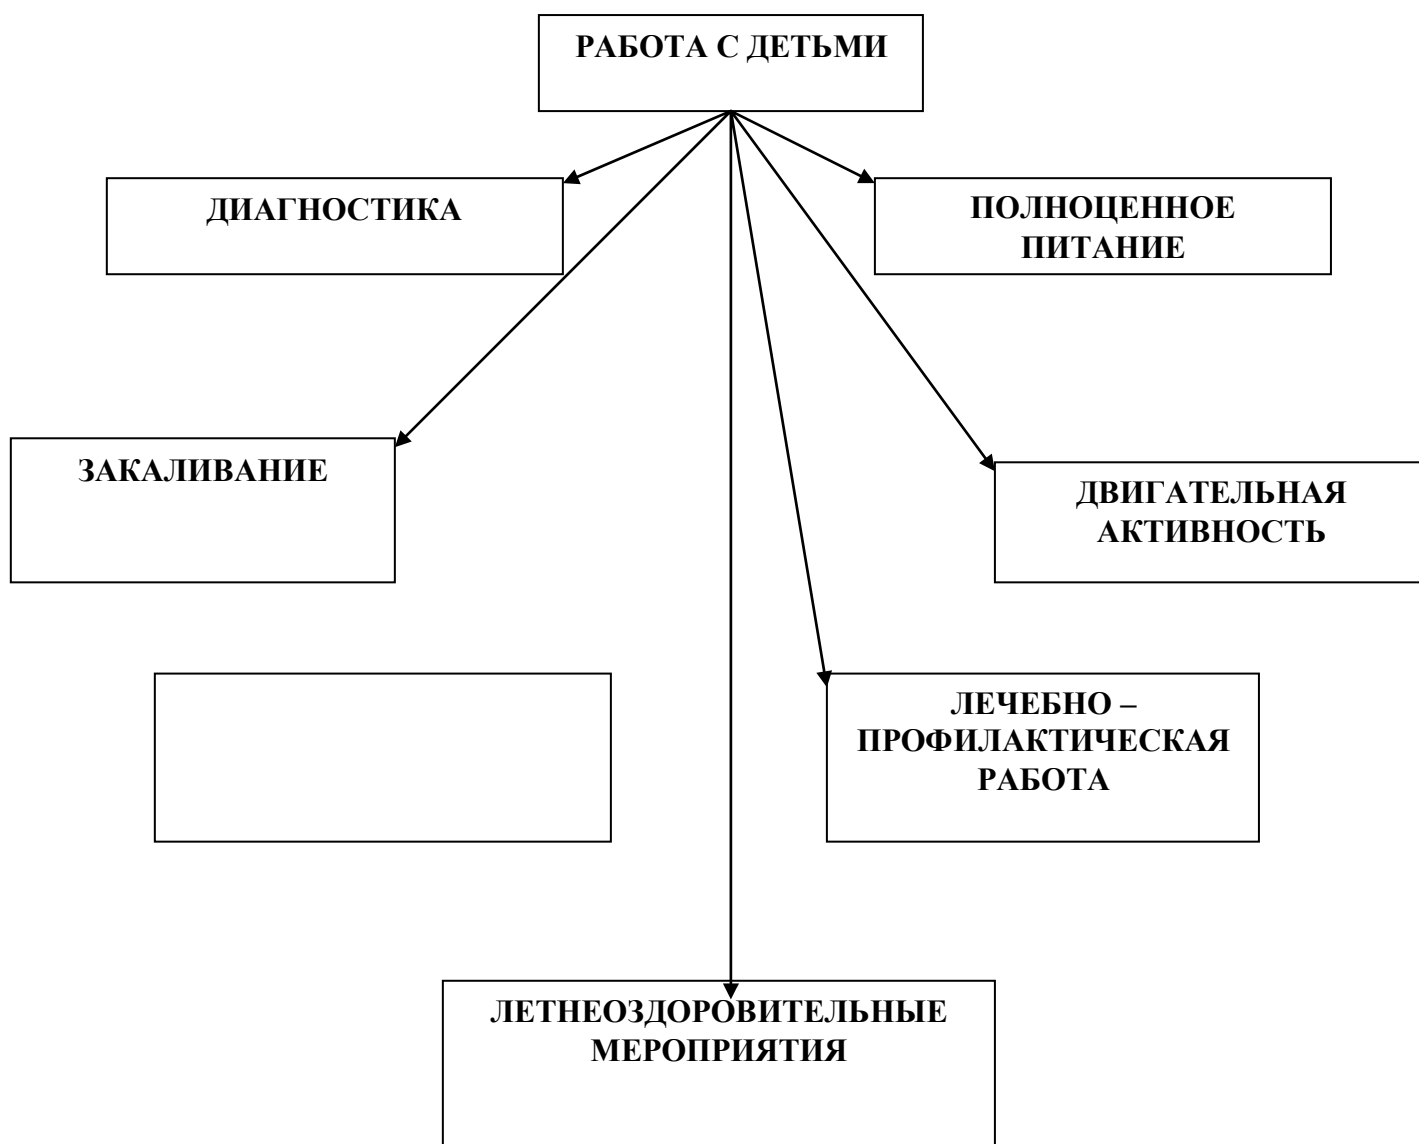 РАБОТА С ДЕТЬМИ
ДИАГНОСТИКА
ПОЛНОЦЕННОЕ
ПИТАНИЕ
ЗАКАЛИВАНИЕ
ДВИГАТЕЛЬНАЯ
АКТИВНОСТЬ
ЛЕЧЕБНО –
ПРОФИЛАКТИЧЕСКАЯ
РАБОТА
ЛЕТНЕОЗДОРОВИТЕЛЬНЫЕ
МЕРОПРИЯТИЯ